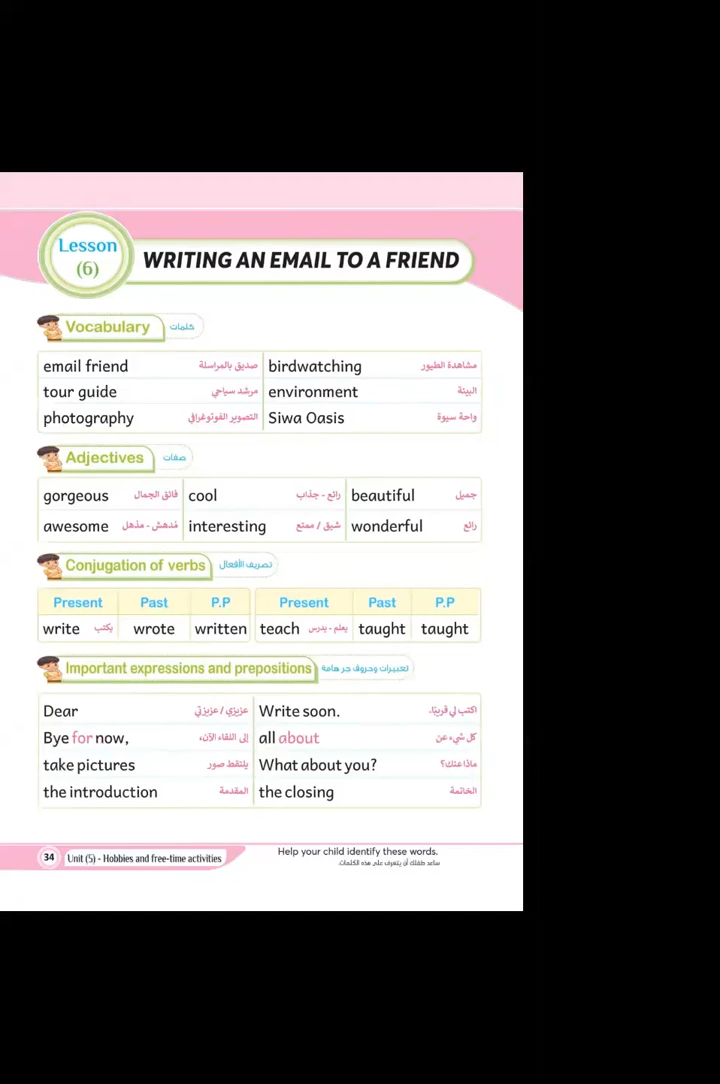 Lesson
(6)
WRITING AN EMAIL TO A FRIEND
Vocabulary كلمات
email friend صديق بالمراسلة birdwatching مشاهدة الطيور
tour guide مرشد سياحي environment البيئة
photography التصوير الفوتوغرافي Siwa Oasis واحة سيوة
Adjectives صفات
gorgeous فائق الجمال cool رائع - جذاب beautiful جميل
awesome مُدهش - مذهل interesting شيق / ممتع wonderful رائع
Conjugation of verbs تصريف الأفعال
Present Past P.P Present Past P.P
write يكتب wrote written teach يعلم - يدرس taught taught
Important expressions and prepositions تعبيرات وحروف جر هامة
Dear عزيزي / عزيزتي Write soon. اكتب لي قريبًا.
Bye for now, إلى اللقاء الآن، all about كل شيء عن
take pictures يلتقط صور What about you? ماذا عنك؟
the introduction المقدمة the closing الخاتمة
34 Unit (5) - Hobbies and free-time activities
Help your child identify these words.
ساعد طفلك أن يتعرف على هذه الكلمات.